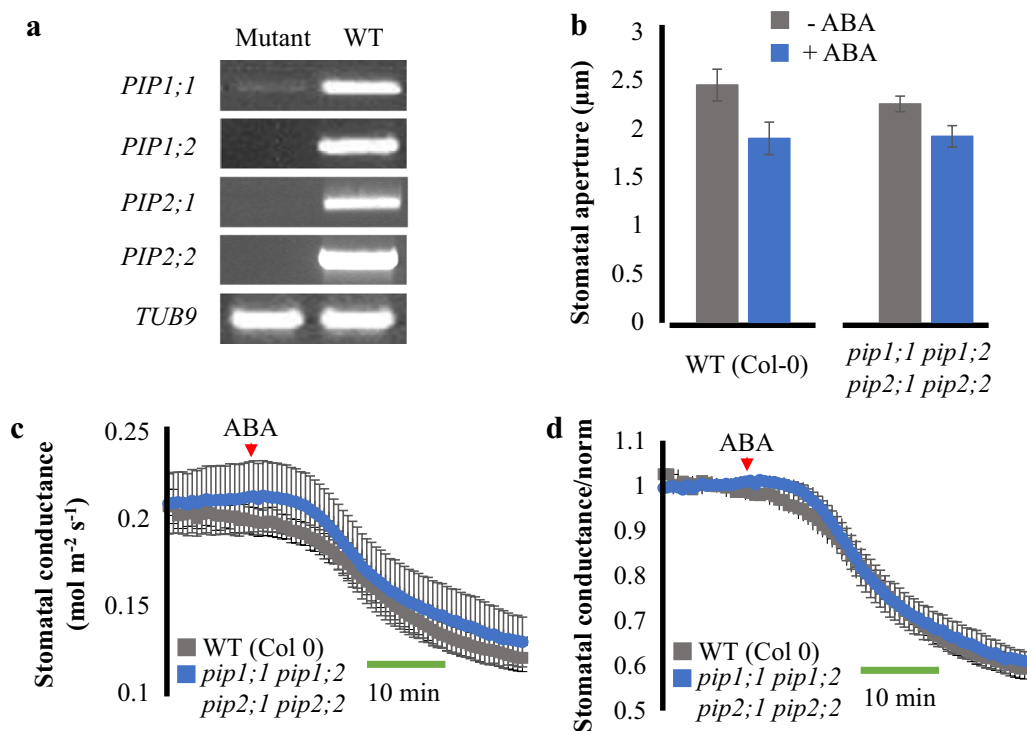 a
Mutant WT
PIP1;1
PIP1;2
PIP2;1
PIP2;2
TUB9
b
- ABA
+ ABA
Stomatal aperture (μm)
3
2.5
2
1.5
1
0.5
0
WT (Col-0)
pip1;1 pip1;2
pip2;1 pip2;2
c
Stomatal conductance
(mol m⁻² s⁻¹)
0.25
0.2
0.15
0.1
ABA
WT (Col 0)
pip1;1 pip1;2
pip2;1 pip2;2
10 min
d
Stomatal conductance/norm
1.1
1
0.9
0.8
0.7
0.6
0.5
ABA
WT (Col 0)
pip1;1 pip1;2
pip2;1 pip2;2
10 min